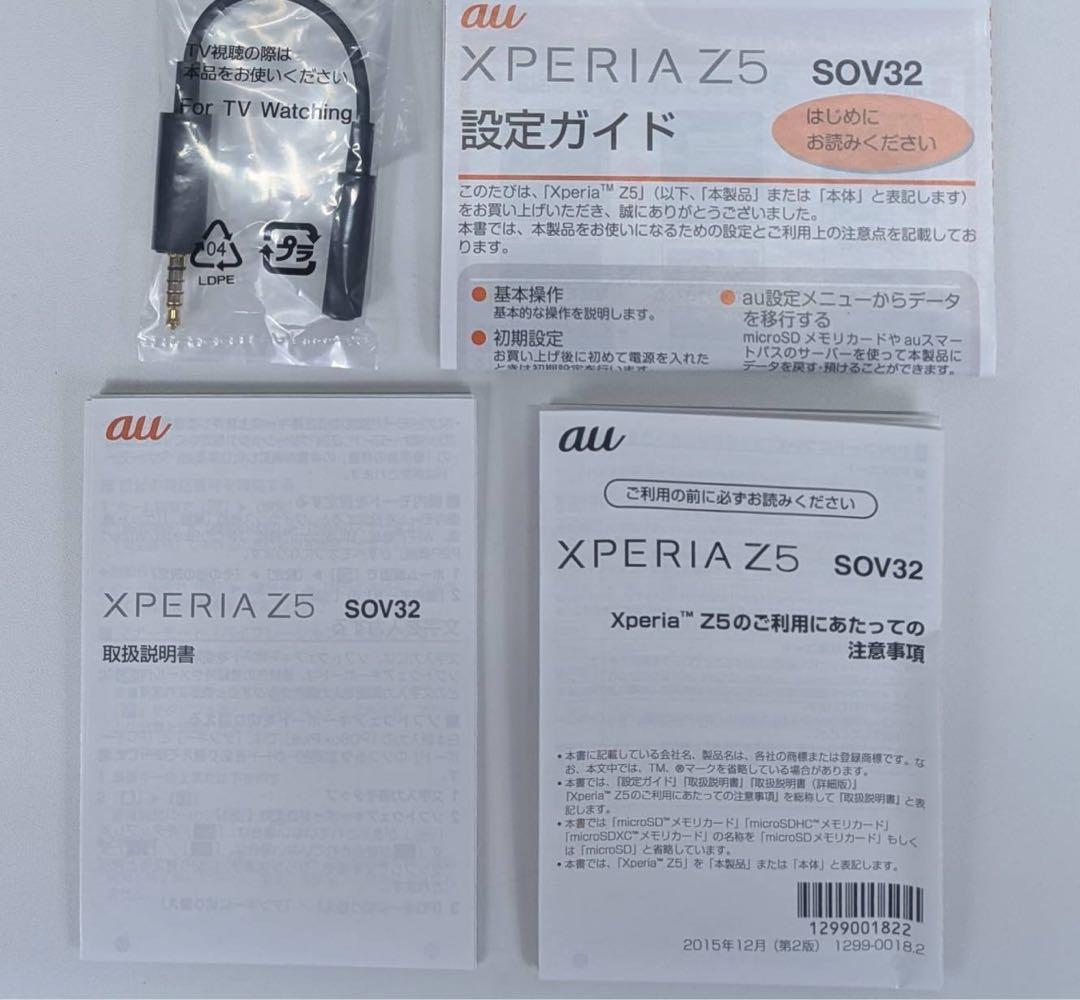 TV視聴の際は
本品をお使いください
For TV Watching
04
LDPE
プラ
au
XPERIA Z5 SOV32
設定ガイド
はじめに
お読みください
このたびは、「Xperia™ Z5」（以下、「本製品」または「本体」と表記します）
をお買い上げいただき、誠にありがとうございました。
本書では、本製品をお使いになるための設定とご利用上の注意点を記載してお
ります。
基本操作
基本的な操作を説明します。
初期設定
お買い上げ後に初めて電源を入れた
ときは初期設定を行います
au設定メニューからデータ
を移行する
microSDメモリカードやauスマー
トパスのサーバーを使って本製品に
データを戻す・預けることができます。
au
XPERIA Z5 SOV32
取扱説明書
au
ご利用の前に必ずお読みください
XPERIA Z5 SOV32
Xperia™ Z5のご利用にあたっての
注意事項
• 本書に記載している会社名、製品名は、各社の商標または登録商標です。な
お、本文中では、TM、®マークを省略している場合があります。
• 本書では、「設定ガイド」「取扱説明書」「取扱説明書（詳細版）」
「Xperia™ Z5のご利用にあたっての注意事項」を総称して「取扱説明書」と表
記します。
• 本書では「microSD™メモリカード」「microSDHC™メモリカード」
「microSDXC™メモリカード」の名称を「microSDメモリカード」もしく
は「microSD」と省略しています。
• 本書では、「Xperia™ Z5」を「本製品」または「本体」と表記します。
1299001822
2015年12月（第2版） 1299-0018.2